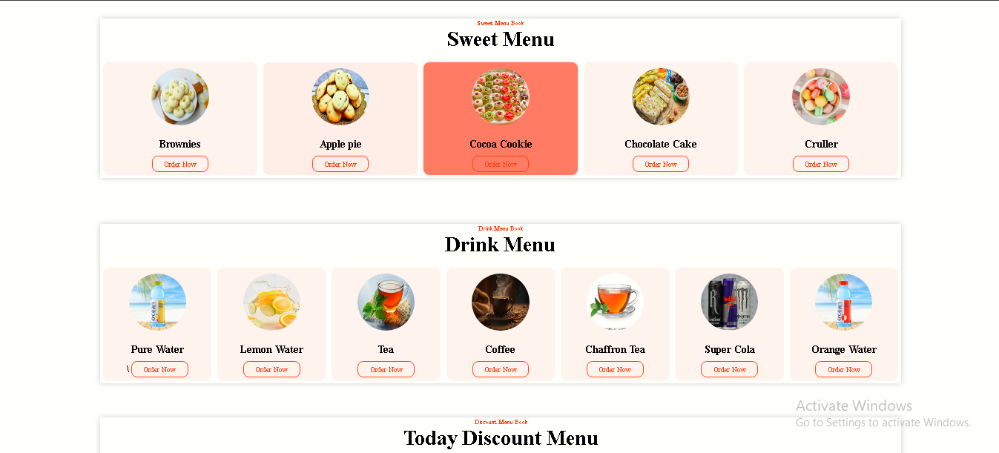 Sweet Menu Book
Sweet Menu
Brownies
Apple pie
Cocoa Cookie
Chocolate Cake
Cruller
Order Now
Order Now
Order Now
Order Now
Order Now
Drink Menu Book
Drink Menu
ocean
ocean
Pure Water
Lemon Water
Tea
Coffee
Chaffron Tea
Super Cola
Orange Water
\ Order Now
Order Now
Order Now
Order Now
Order Now
Order Now
Order Now
Activate Windows
Go to Settings to activate Windows.
Discount Menu Book
Today Discount Menu